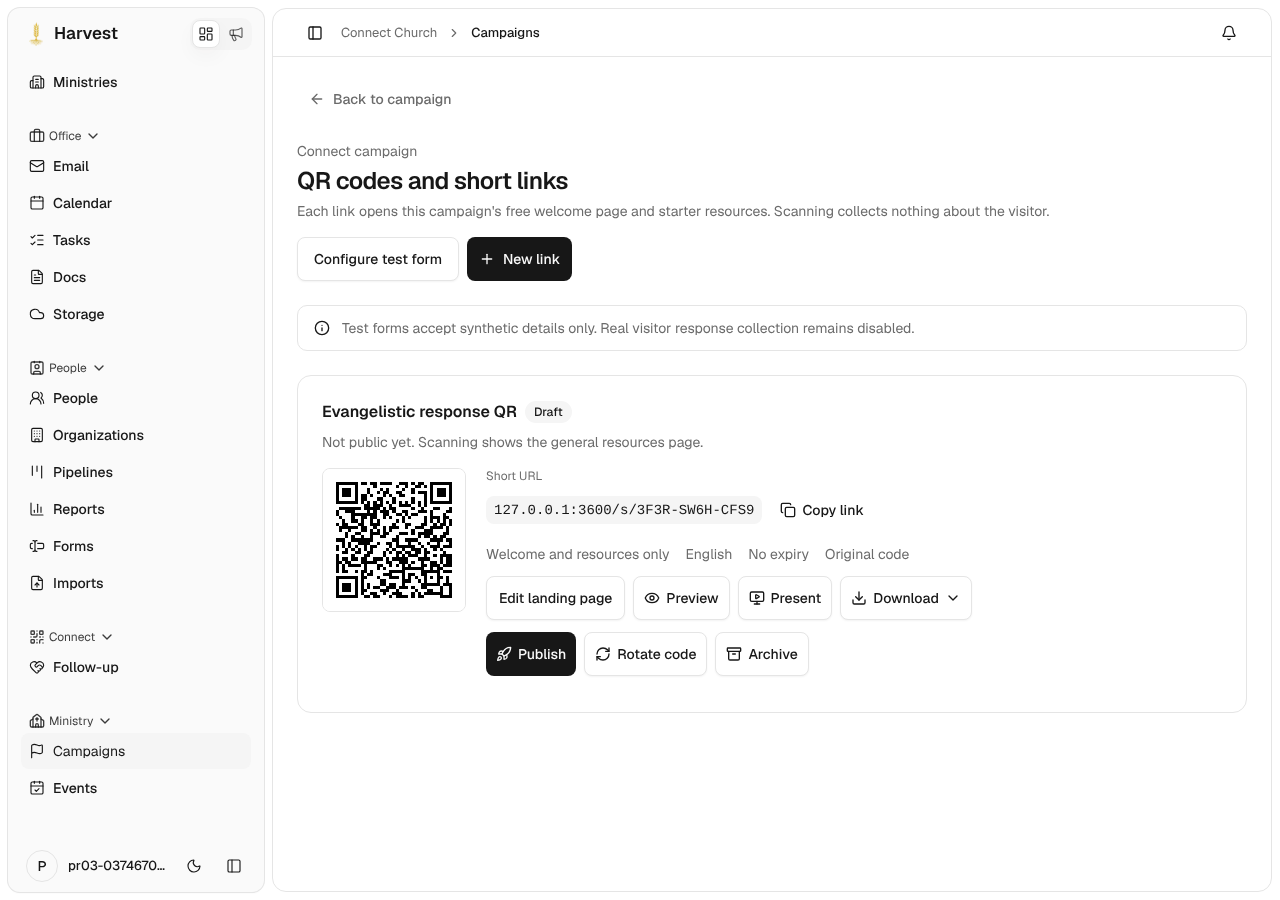 Harvest
Ministries
Office
Email
Calendar
Tasks
Docs
Storage
People
People
Organizations
Pipelines
Reports
Forms
Imports
Connect
Follow-up
Ministry
Campaigns
Events
P pr03-0374670…
Connect Church > Campaigns
Back to campaign
Connect campaign
QR codes and short links
Each link opens this campaign's free welcome page and starter resources. Scanning collects nothing about the visitor.
Configure test form New link
Test forms accept synthetic details only. Real visitor response collection remains disabled.
Evangelistic response QR Draft
Not public yet. Scanning shows the general resources page.
Short URL
127.0.0.1:3600/s/3F3R-SW6H-CFS9 Copy link
Welcome and resources only English No expiry Original code
Edit landing page Preview Present Download
Publish Rotate code Archive